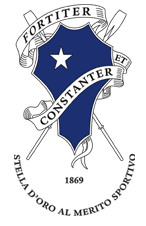 FORTITER
ET
CONSTANTER
1869
STELLA D'ORO AL MERITO SPORTIVO